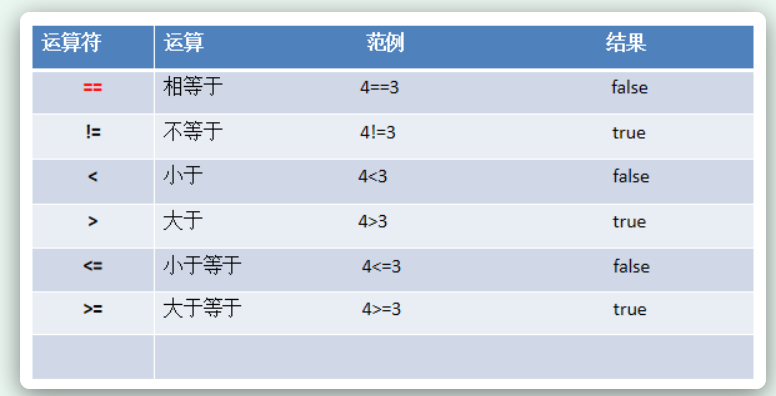 运算符 运算 范例 结果
== 相等于 4==3 false
!= 不等于 4!=3 true
< 小于 4<3 false
> 大于 4>3 true
<= 小于等于 4<=3 false
>= 大于等于 4>=3 true